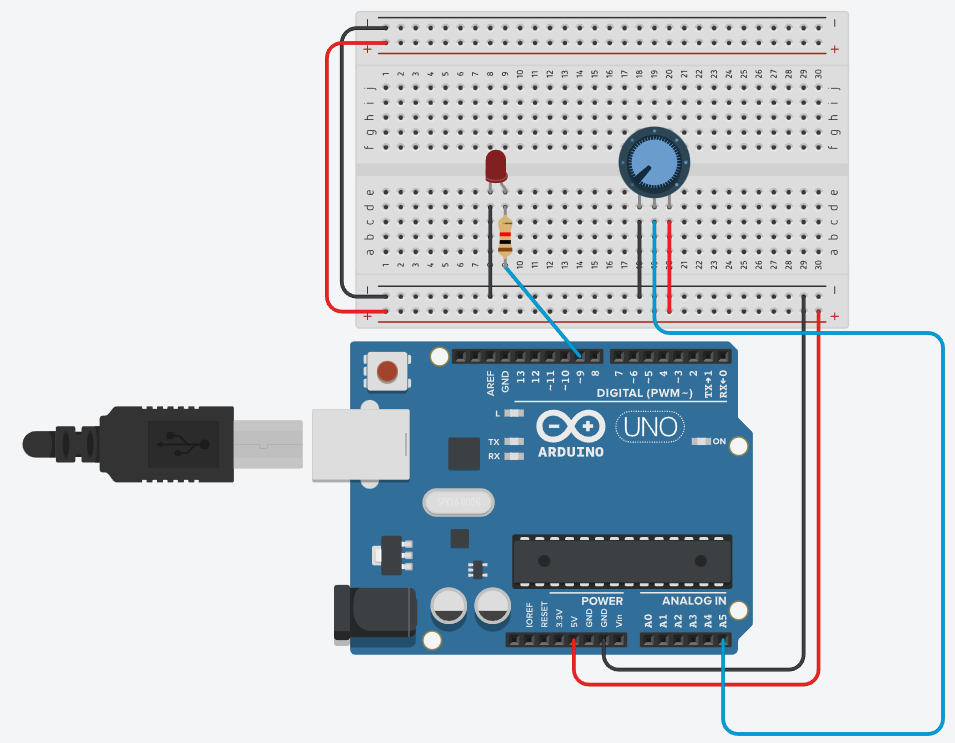 − −
+ +
1 2 3 4 5 6 7 8 9 10 11 12 13 14 15 16 17 18 19 20 21 22 23 24 25 26 27 28 29 30
j j
i i
h h
g g
f f
e e
d d
c c
b b
a a
1 2 3 4 5 6 7 8 9 10 11 12 13 14 15 16 17 18 19 20 21 22 23 24 25 26 27 28 29 30
− −
+ +
AREF GND 13 12 ~11 ~10 ~9 8 7 ~6 ~5 4 ~3 2 TX→1 RX←0
DIGITAL (PWM~)
L
TX
RX
ARDUINO
UNO
ON
POWER
ANALOG IN
IOREF RESET 3.3V 5V GND GND Vin A0 A1 A2 A3 A4 A5